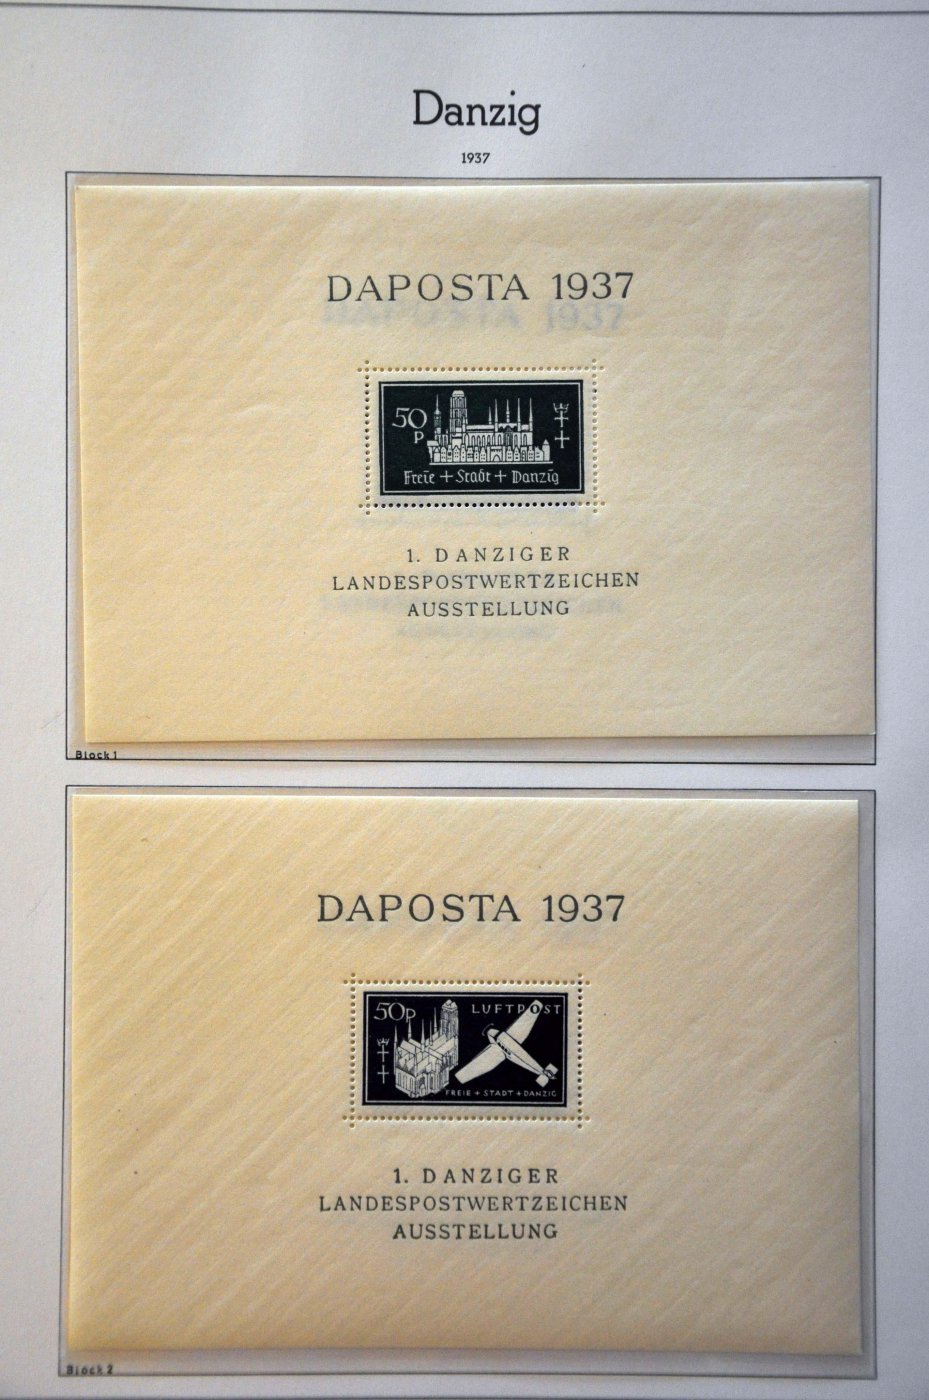 Danzig
1937
DAPOSTA 1937
50
p
Freie + Stadt + Danzig
1. DANZIGER
LANDESPOSTWERTZEICHEN
AUSSTELLUNG
Block 1
DAPOSTA 1937
50p
LUFTPOST
FREIE + STADT + DANZIG
1. DANZIGER
LANDESPOSTWERTZEICHEN
AUSSTELLUNG
Block 2